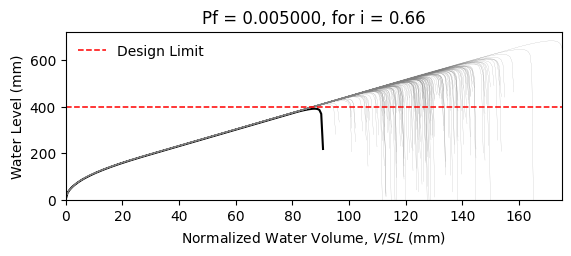 Pf = 0.005000, for i = 0.66
Water Level (mm)
600
400
200
0
Design Limit
0 20 40 60 80 100 120 140 160
Normalized Water Volume, V/SL (mm)